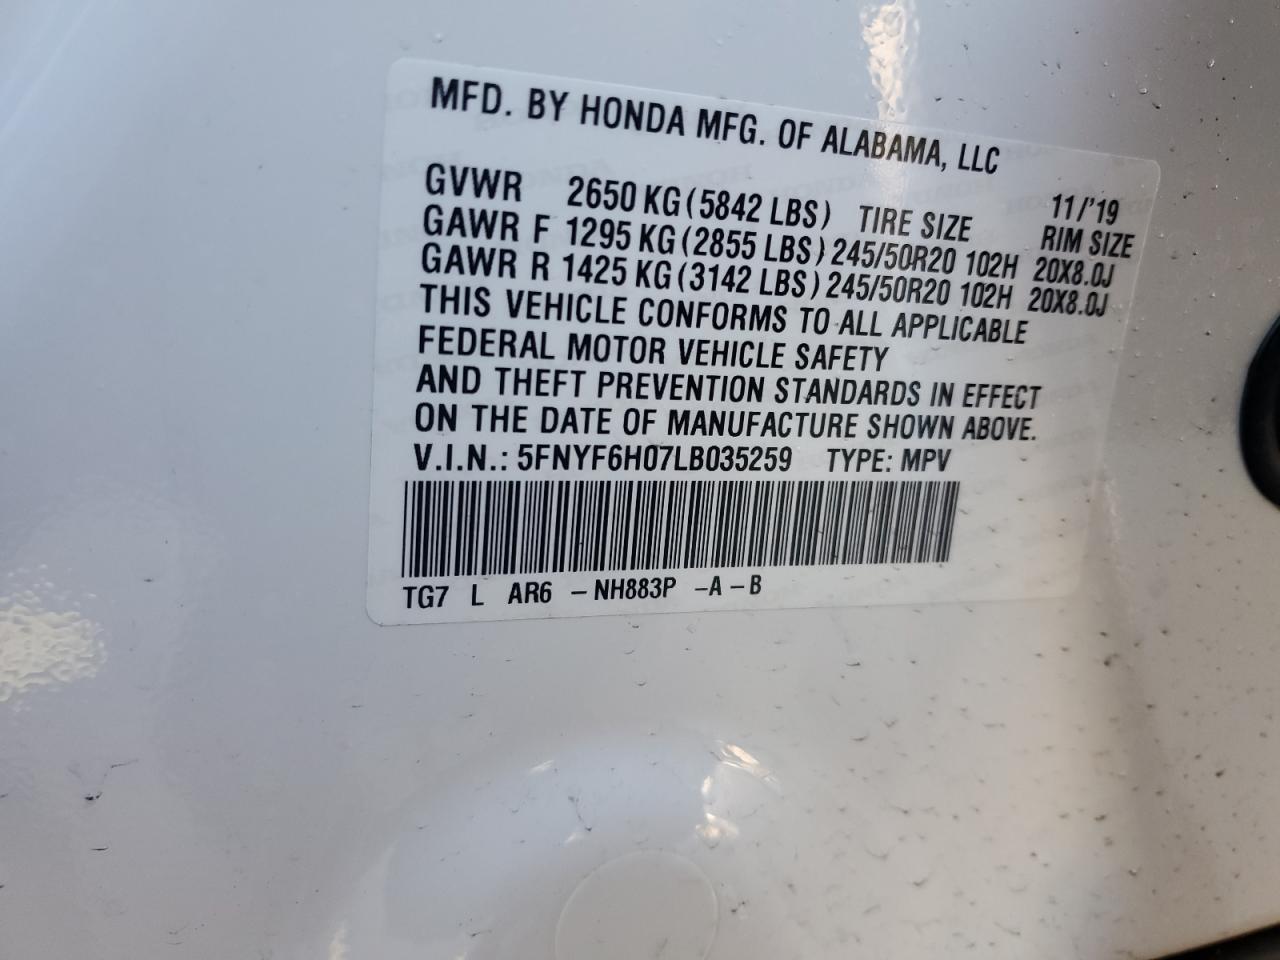 MFD. BY HONDA MFG. OF ALABAMA, LLC
11/'19
GVWR 2650 KG (5842 LBS) TIRE SIZE RIM SIZE
GAWR F 1295 KG (2855 LBS) 245/50R20 102H 20X8.0J
GAWR R 1425 KG (3142 LBS) 245/50R20 102H 20X8.0J
THIS VEHICLE CONFORMS TO ALL APPLICABLE
FEDERAL MOTOR VEHICLE SAFETY
AND THEFT PREVENTION STANDARDS IN EFFECT
ON THE DATE OF MANUFACTURE SHOWN ABOVE.
V.I.N.: 5FNYF6H07LB035259 TYPE: MPV
TG7 L AR6 – NH883P –A – B